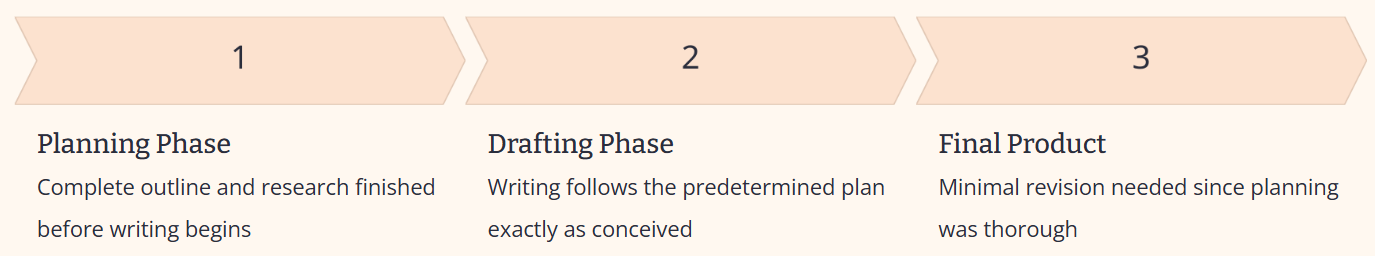 1
Planning Phase
Complete outline and research finished
before writing begins
2
Drafting Phase
Writing follows the predetermined plan
exactly as conceived
3
Final Product
Minimal revision needed since planning
was thorough